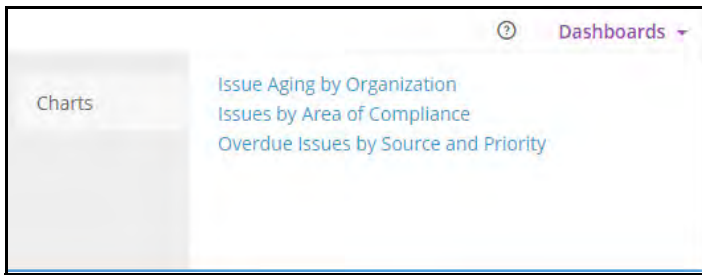 Dashboards
Charts
Issue Aging by Organization
Issues by Area of Compliance
Overdue Issues by Source and Priority